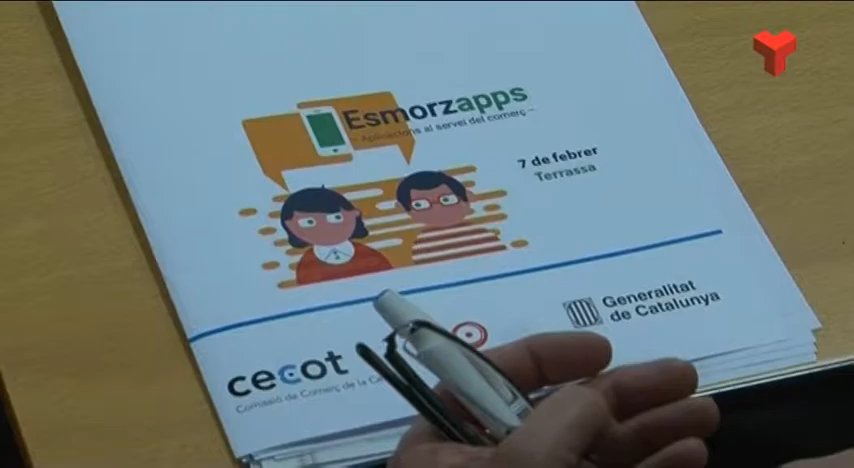 Esmorzapps
– Aplicacions al servei del comerç –
7 de febrer
Terrassa
Generalitat
de Catalunya
cecot
Comissió de Comerç de la